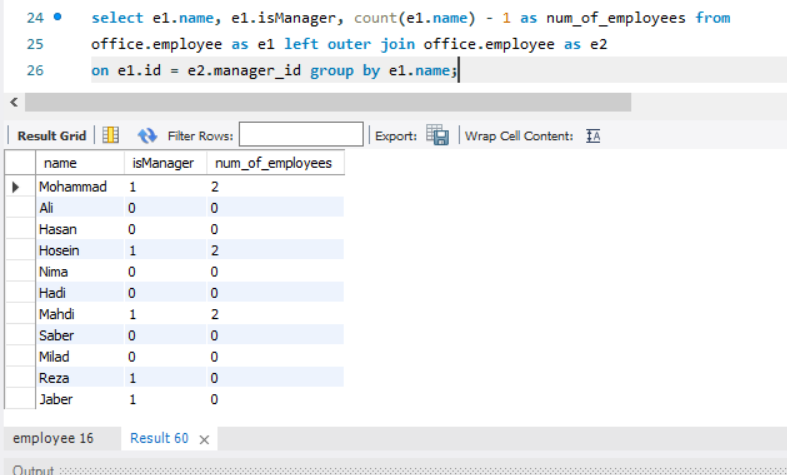 24 select e1.name, e1.isManager, count(e1.name) - 1 as num_of_employees from
25 office.employee as e1 left outer join office.employee as e2
26 on e1.id = e2.manager_id group by e1.name;
Result Grid Filter Rows: Export: Wrap Cell Content: IA
name isManager num_of_employees
Mohammad 1 2
Ali 0 0
Hasan 0 0
Hosein 1 2
Nima 0 0
Hadi 0 0
Mahdi 1 2
Saber 0 0
Milad 0 0
Reza 1 0
Jaber 1 0
employee 16 Result 60 ×
Output